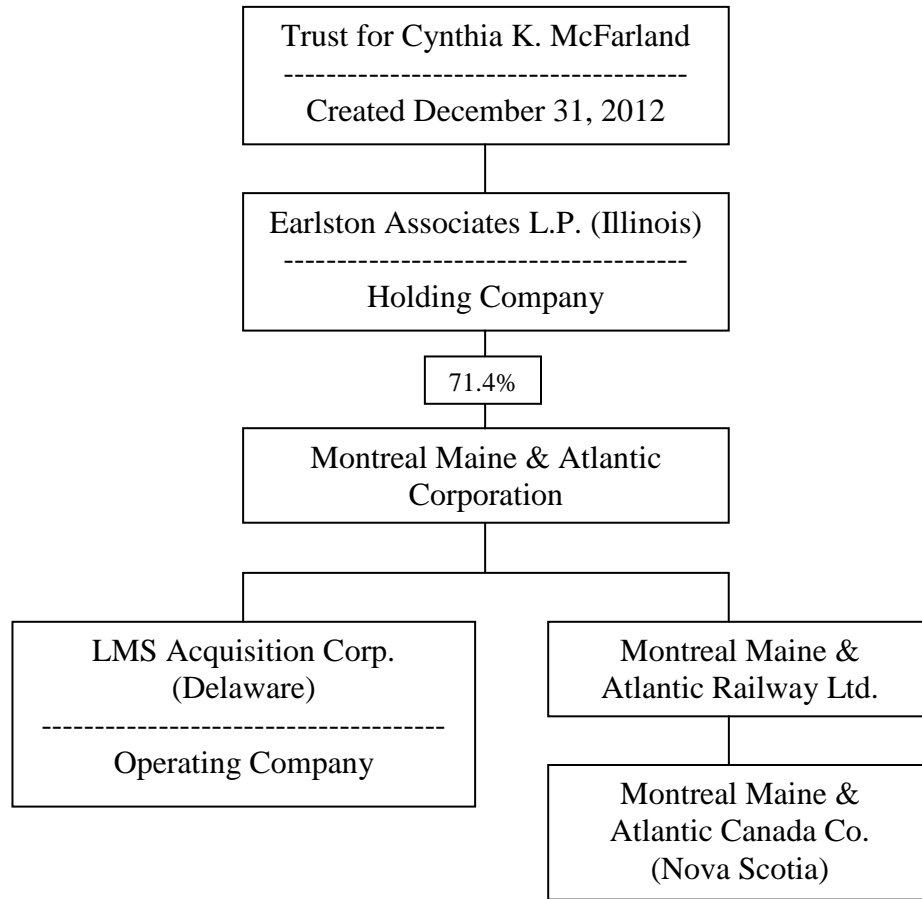 Trust for Cynthia K. McFarland
--------------------------------------
Created December 31, 2012
Earlston Associates L.P. (Illinois)
--------------------------------------
Holding Company
71.4%
Montreal Maine & Atlantic
Corporation
LMS Acquisition Corp.
(Delaware)
--------------------------------------
Operating Company
Montreal Maine &
Atlantic Railway Ltd.
Montreal Maine &
Atlantic Canada Co.
(Nova Scotia)